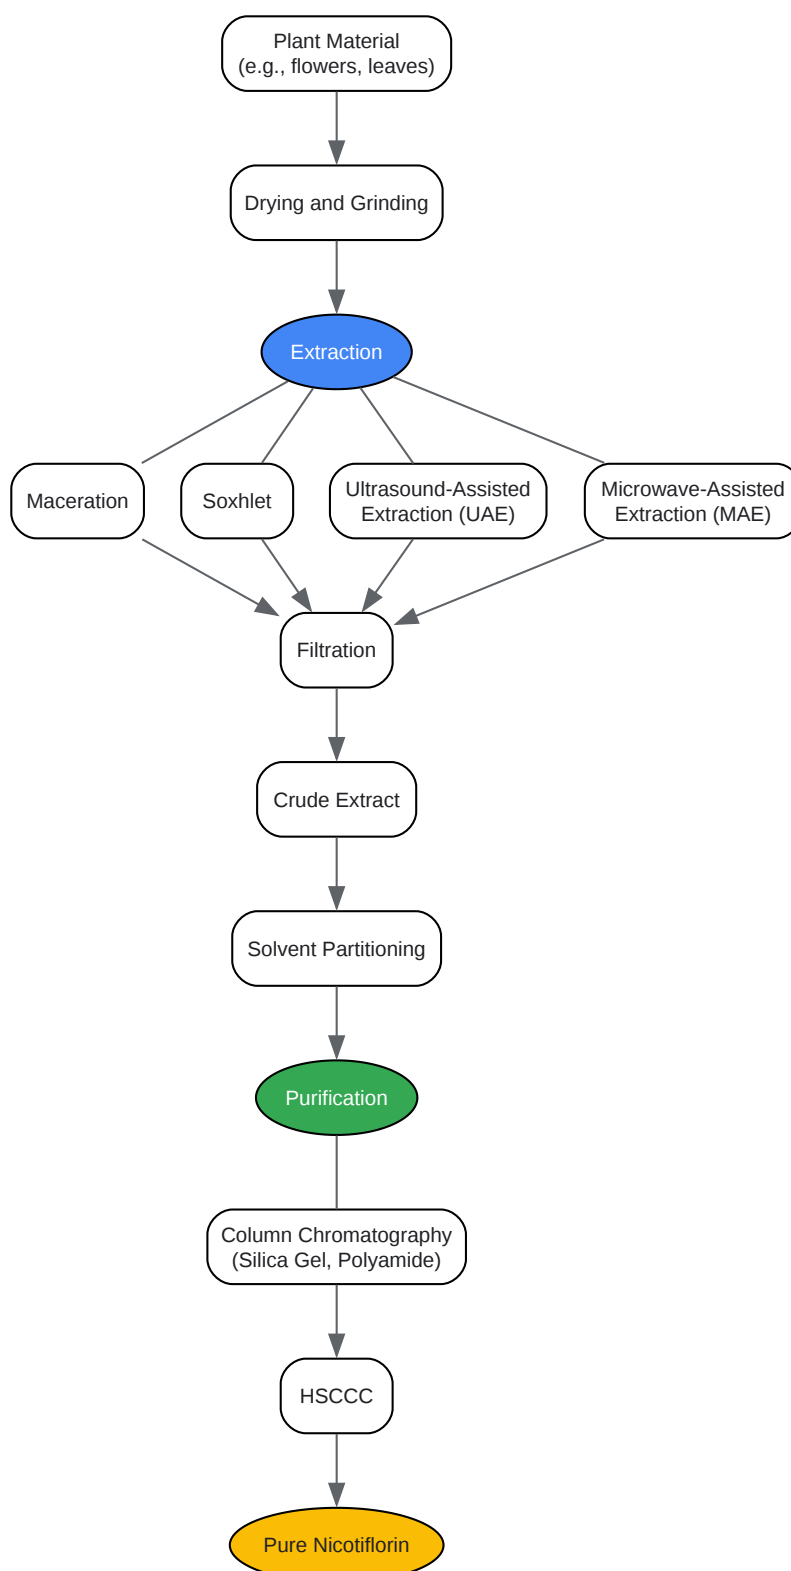 Plant Material
(e.g., flowers, leaves)
Drying and Grinding
Extraction
Maceration
Soxhlet
Ultrasound-Assisted
Extraction (UAE)
Microwave-Assisted
Extraction (MAE)
Filtration
Crude Extract
Solvent Partitioning
Purification
Column Chromatography
(Silica Gel, Polyamide)
HSCCC
Pure Nicotiflorin